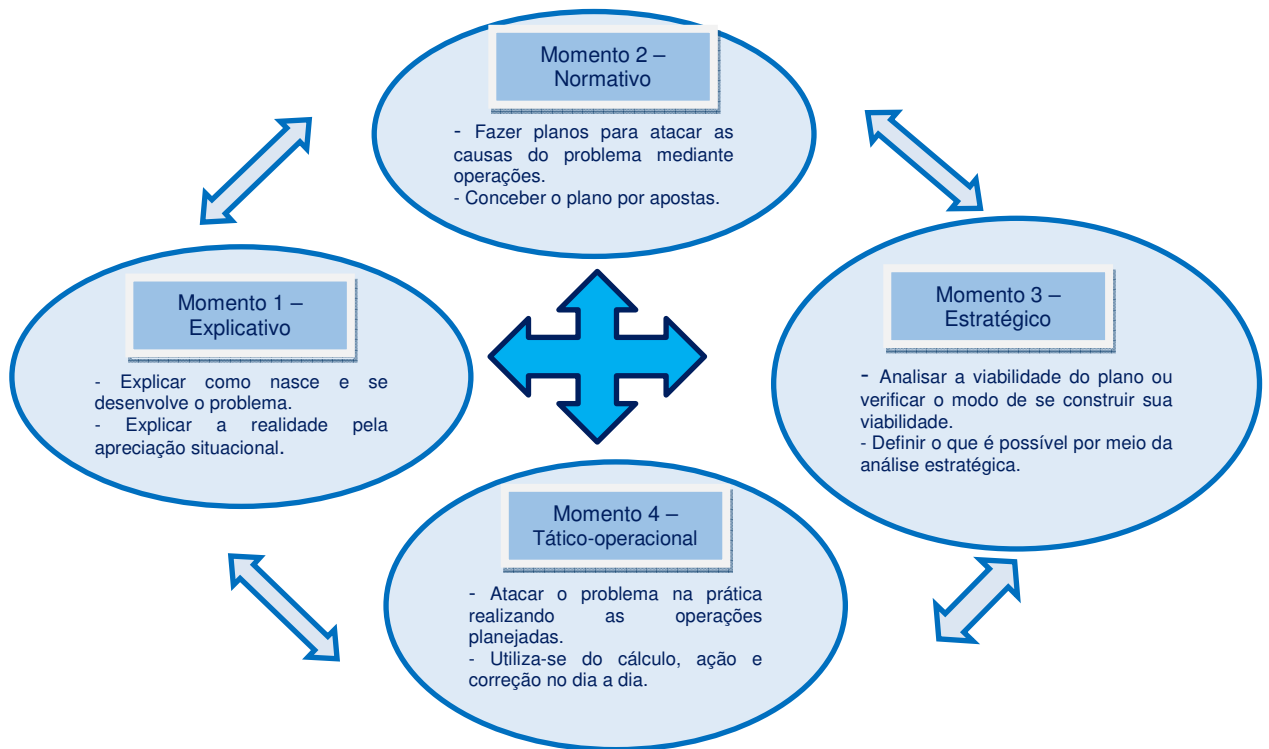 Momento 2 –
Normativo
- Fazer planos para atacar as
causas do problema mediante
operações.
- Conceber o plano por apostas.
Momento 1 –
Explicativo
- Explicar como nasce e se
desenvolve o problema.
- Explicar a realidade pela
apreciação situacional.
Momento 3 –
Estratégico
- Analisar a viabilidade do plano ou
verificar o modo de se construir sua
viabilidade.
- Definir o que é possível por meio da
análise estratégica.
Momento 4 –
Tático-operacional
- Atacar o problema na prática
realizando as operações
planejadas.
- Utiliza-se do cálculo, ação e
correção no dia a dia.